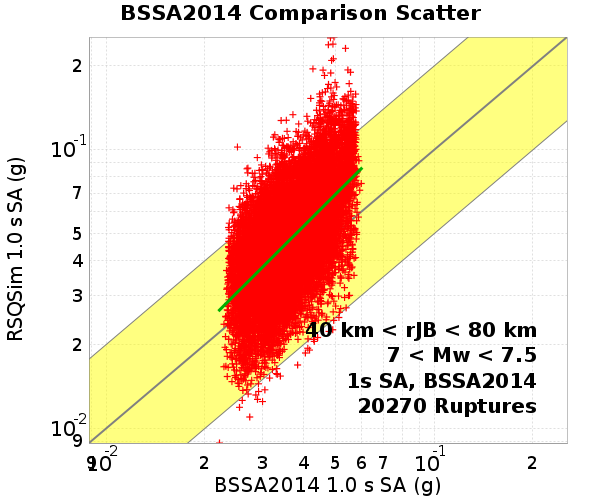 BSSA2014 Comparison Scatter
RSQSim 1.0 s SA (g)
2
10⁻¹
7
5
4
3
2
10⁻²
9
40 km < rJB < 80 km
7 < Mw < 7.5
1s SA, BSSA2014
20270 Ruptures
9 10⁻² 2 3 4 5 6 7 10⁻¹ 2
BSSA2014 1.0 s SA (g)